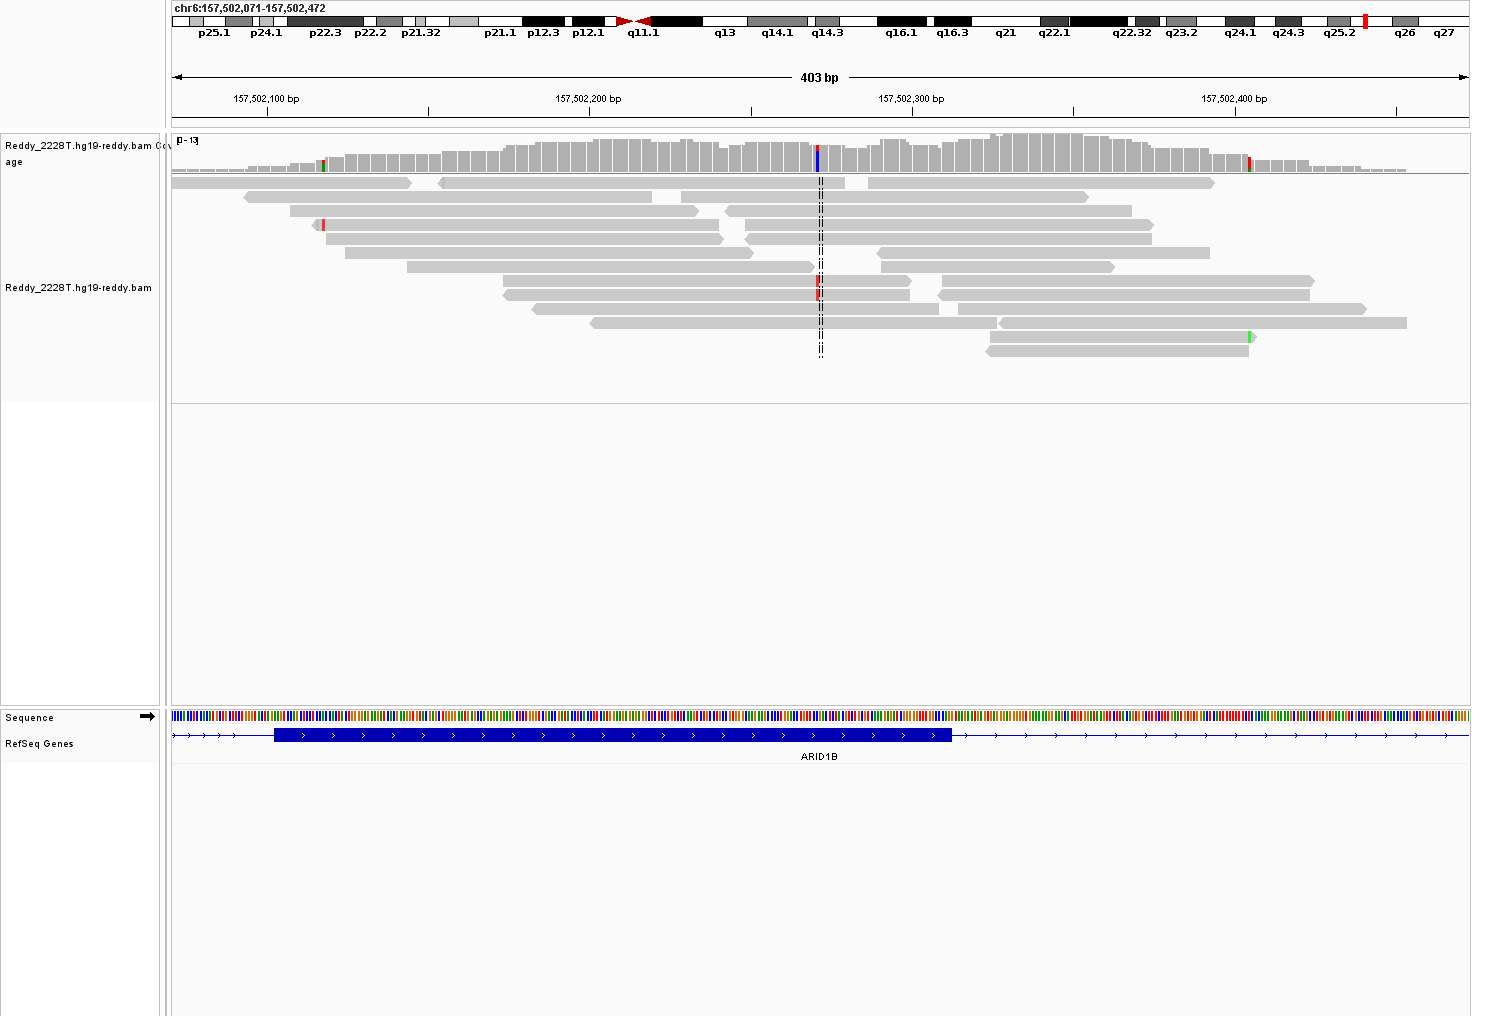 chr6:157,502,071-157,502,472
p25.1 p24.1 p22.3 p22.2 p21.32 p21.1 p12.3 p12.1 q11.1 q13 q14.1 q14.3 q16.1 q16.3 q21 q22.1 q22.32 q23.2 q24.1 q24.3 q25.2 q26 q27
403 bp
157,502,100 bp 157,502,200 bp 157,502,300 bp 157,502,400 bp
[0 - 13]
Reddy_2228T.hg19-reddy.bam Cov
age
Reddy_2228T.hg19-reddy.bam
Sequence
RefSeq Genes
ARID1B